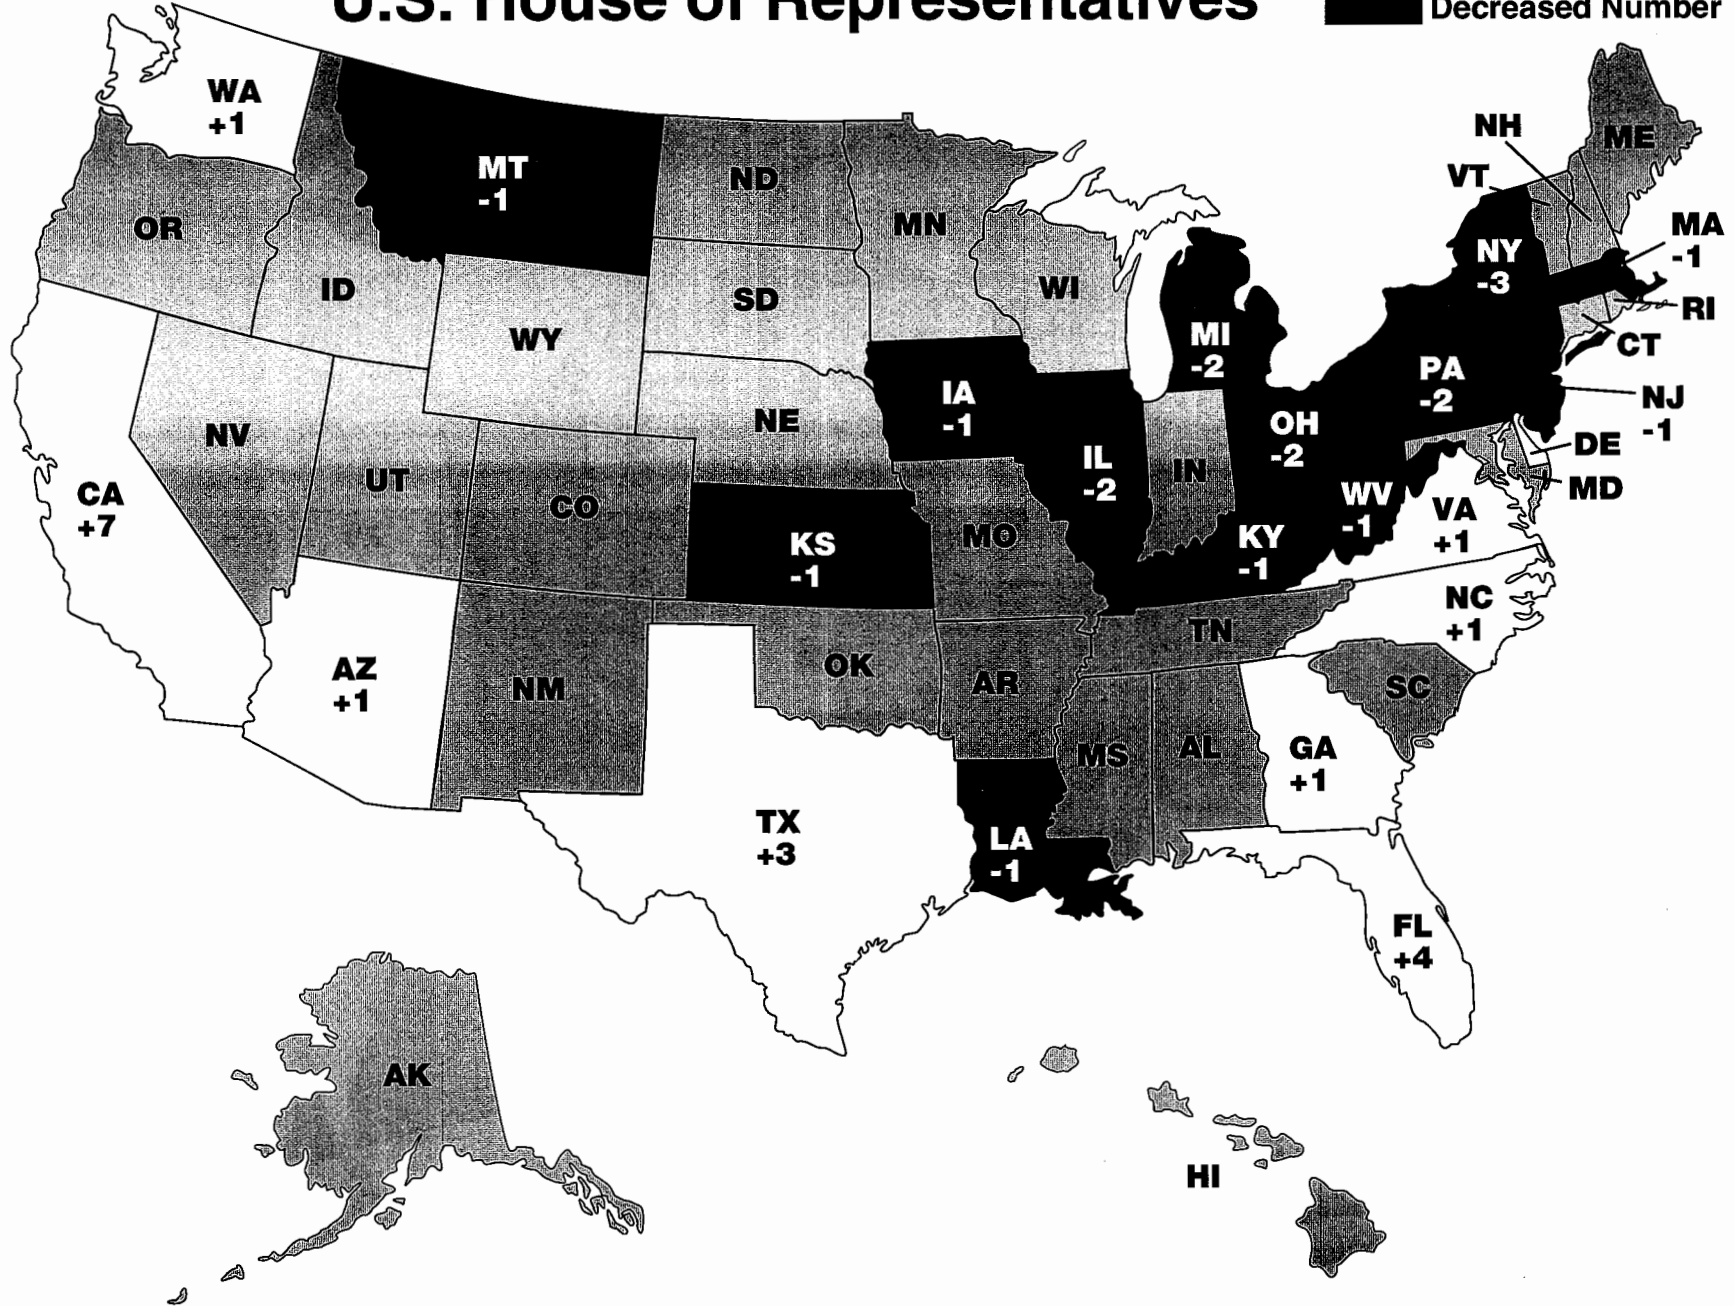 U.S. House of Representatives
Decreased Number
WA
+1
MT
-1
ND
MN
OR
ID
WY
SD
WI
MI
-2
NH
VT
ME
NY
-3
MA
-1
RI
CT
PA
-2
NJ
-1
DE
MD
NV
UT
CO
NE
IA
-1
IL
-2
IN
OH
-2
WV
-1
VA
+1
CA
+7
KS
-1
MO
KY
-1
NC
+1
AZ
+1
NM
OK
AR
TN
SC
MS
AL
GA
+1
TX
+3
LA
-1
FL
+4
AK
HI